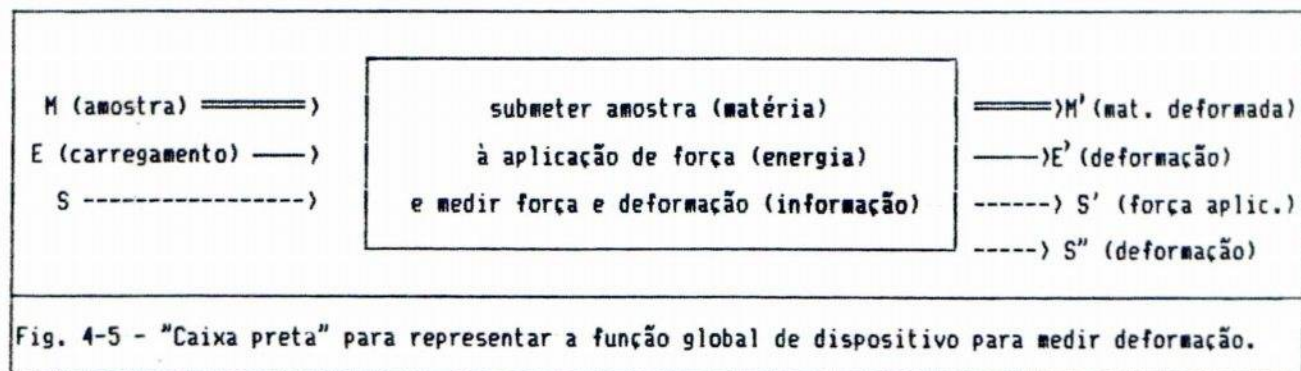 M (amostra) ══════> submeter amostra (matéria) ═════>M' (mat. deformada)
E (carregamento) ───> à aplicação de força (energia) ────>E' (deformação)
S -----------------> e medir força e deformação (informação) ------> S' (força aplic.)
-----> S" (deformação)
Fig. 4-5 - "Caixa preta" para representar a função global de dispositivo para medir deformação.